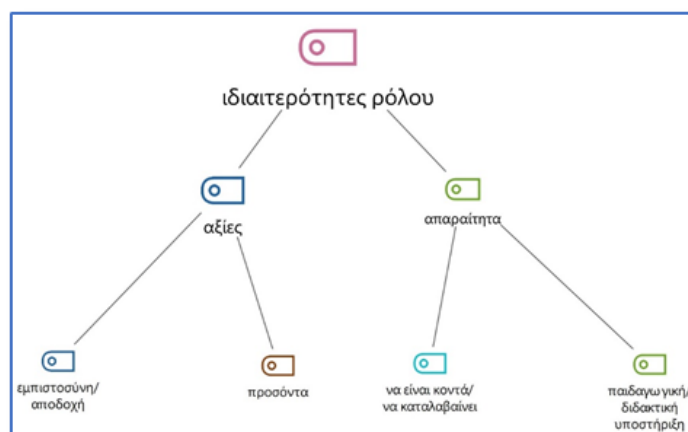 ιδιαιτερότητες ρόλου
αξίες
απαραίτητα
εμπιστοσύνη/
αποδοχή
προσόντα
να είναι κοντά/
να καταλαβαίνει
παιδαγωγική/
διδακτική
υποστήριξη